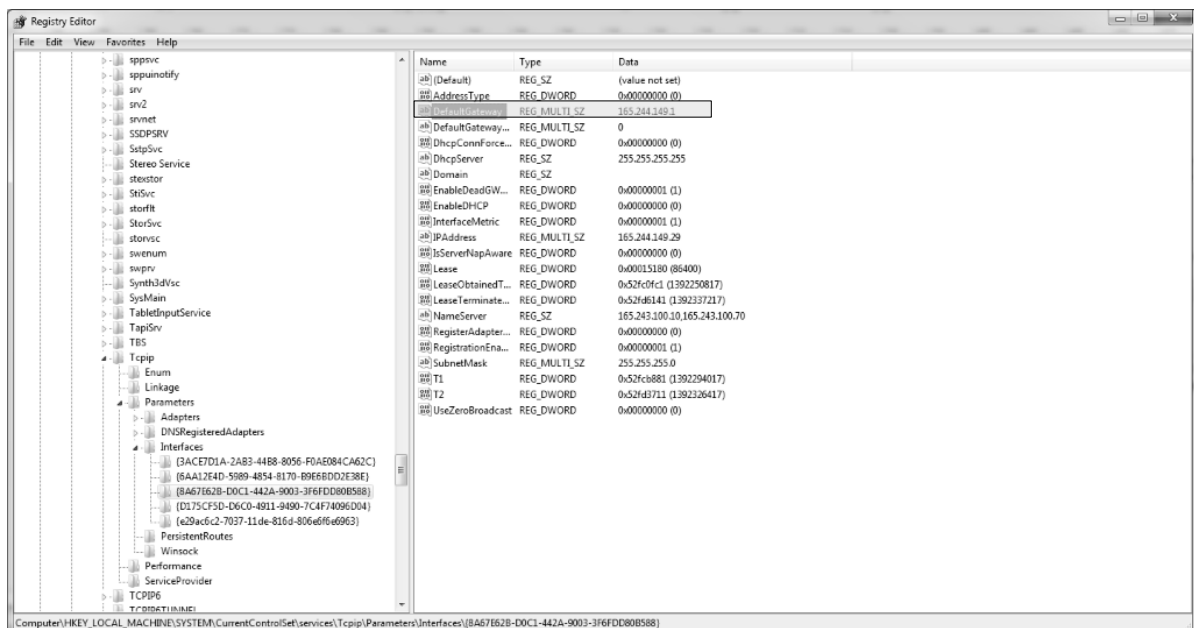 Registry Editor
File Edit View Favorites Help
sppsvc
sppuinotify
srv
srv2
srvnet
SSDPSRV
SstpSvc
Stereo Service
stexstor
StiSvc
storflt
StorSvc
storvsc
swenum
swprv
Synth3dVsc
SysMain
TabletInputService
TapiSrv
TBS
Tcpip
Enum
Linkage
Parameters
Adapters
DNSRegisteredAdapters
Interfaces
{3ACE7D1A-2AB3-44B8-8056-F0AE084CA62C}
{6AA12E4D-5989-4854-8170-B9E6BDD2E38E}
{8A67E62B-D0C1-442A-9003-3F6FDD80B588}
{D175CF5D-D6C0-4911-9490-7C4F74096D04}
{e29ac6c2-7037-11de-816d-806e6f6e6963}
PersistentRoutes
Winsock
Performance
ServiceProvider
TCPIP6
TCPIP6TUNNEL
Name Type Data
(Default) REG_SZ (value not set)
AddressType REG_DWORD 0x00000000 (0)
DefaultGateway REG_MULTI_SZ 165.244.149.1
DefaultGateway... REG_MULTI_SZ 0
DhcpConnForce... REG_DWORD 0x00000000 (0)
DhcpServer REG_SZ 255.255.255.255
Domain REG_SZ
EnableDeadGW... REG_DWORD 0x00000001 (1)
EnableDHCP REG_DWORD 0x00000000 (0)
InterfaceMetric REG_DWORD 0x00000001 (1)
IPAddress REG_MULTI_SZ 165.244.149.29
IsServerNapAware REG_DWORD 0x00000000 (0)
Lease REG_DWORD 0x00015180 (86400)
LeaseObtainedT... REG_DWORD 0x52fc0fc1 (1392250817)
LeaseTerminate... REG_DWORD 0x52fd6141 (1392337217)
NameServer REG_SZ 165.243.100.10,165.243.100.70
RegisterAdapter... REG_DWORD 0x00000000 (0)
RegistrationEna... REG_DWORD 0x00000001 (1)
SubnetMask REG_MULTI_SZ 255.255.255.0
T1 REG_DWORD 0x52fcb881 (1392294017)
T2 REG_DWORD 0x52fd3711 (1392326417)
UseZeroBroadcast REG_DWORD 0x00000000 (0)
Computer\HKEY_LOCAL_MACHINE\SYSTEM\CurrentControlSet\services\Tcpip\Parameters\Interfaces\{8A67E62B-D0C1-442A-9003-3F6FDD80B588}